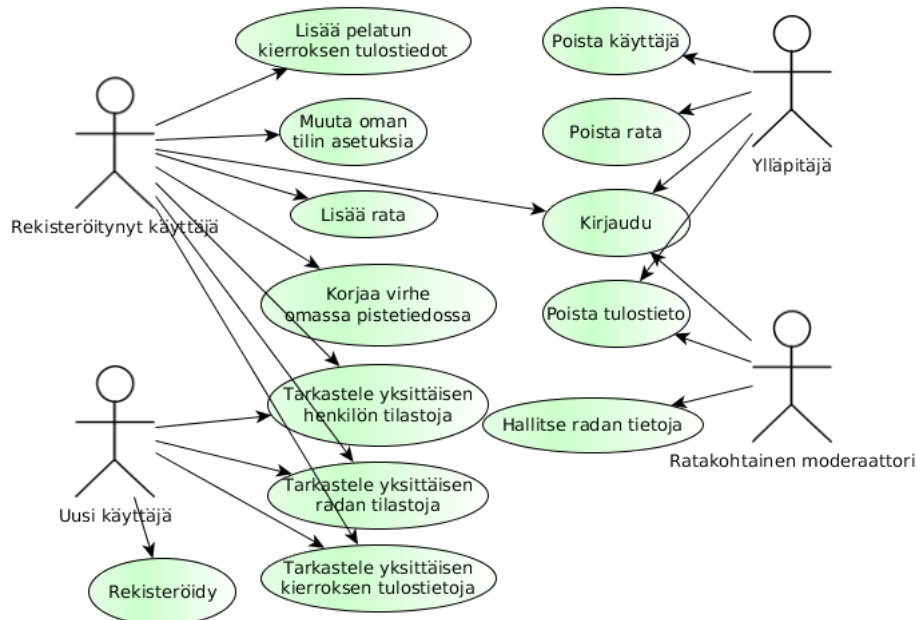 Lisää pelatun
kierroksen tulostiedot
Poista käyttäjä
Muuta oman
tilin asetuksia
Poista rata
Ylläpitäjä
Rekisteröitynyt käyttäjä
Lisää rata
Kirjaudu
Korjaa virhe
omassa pistetiedossa
Poista tulostieto
Tarkastele yksittäisen
henkilön tilastoja
Hallitse radan tietoja
Ratakohtainen moderaattori
Uusi käyttäjä
Tarkastele yksittäisen
radan tilastoja
Tarkastele yksittäisen
kierroksen tulostietoja
Rekisteröidy